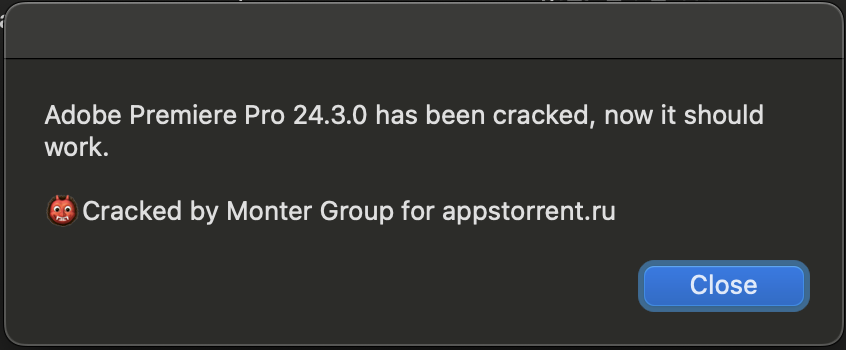 Adobe Premiere Pro 24.3.0 has been cracked, now it should
work.
👹Cracked by Monter Group for appstorrent.ru
Close